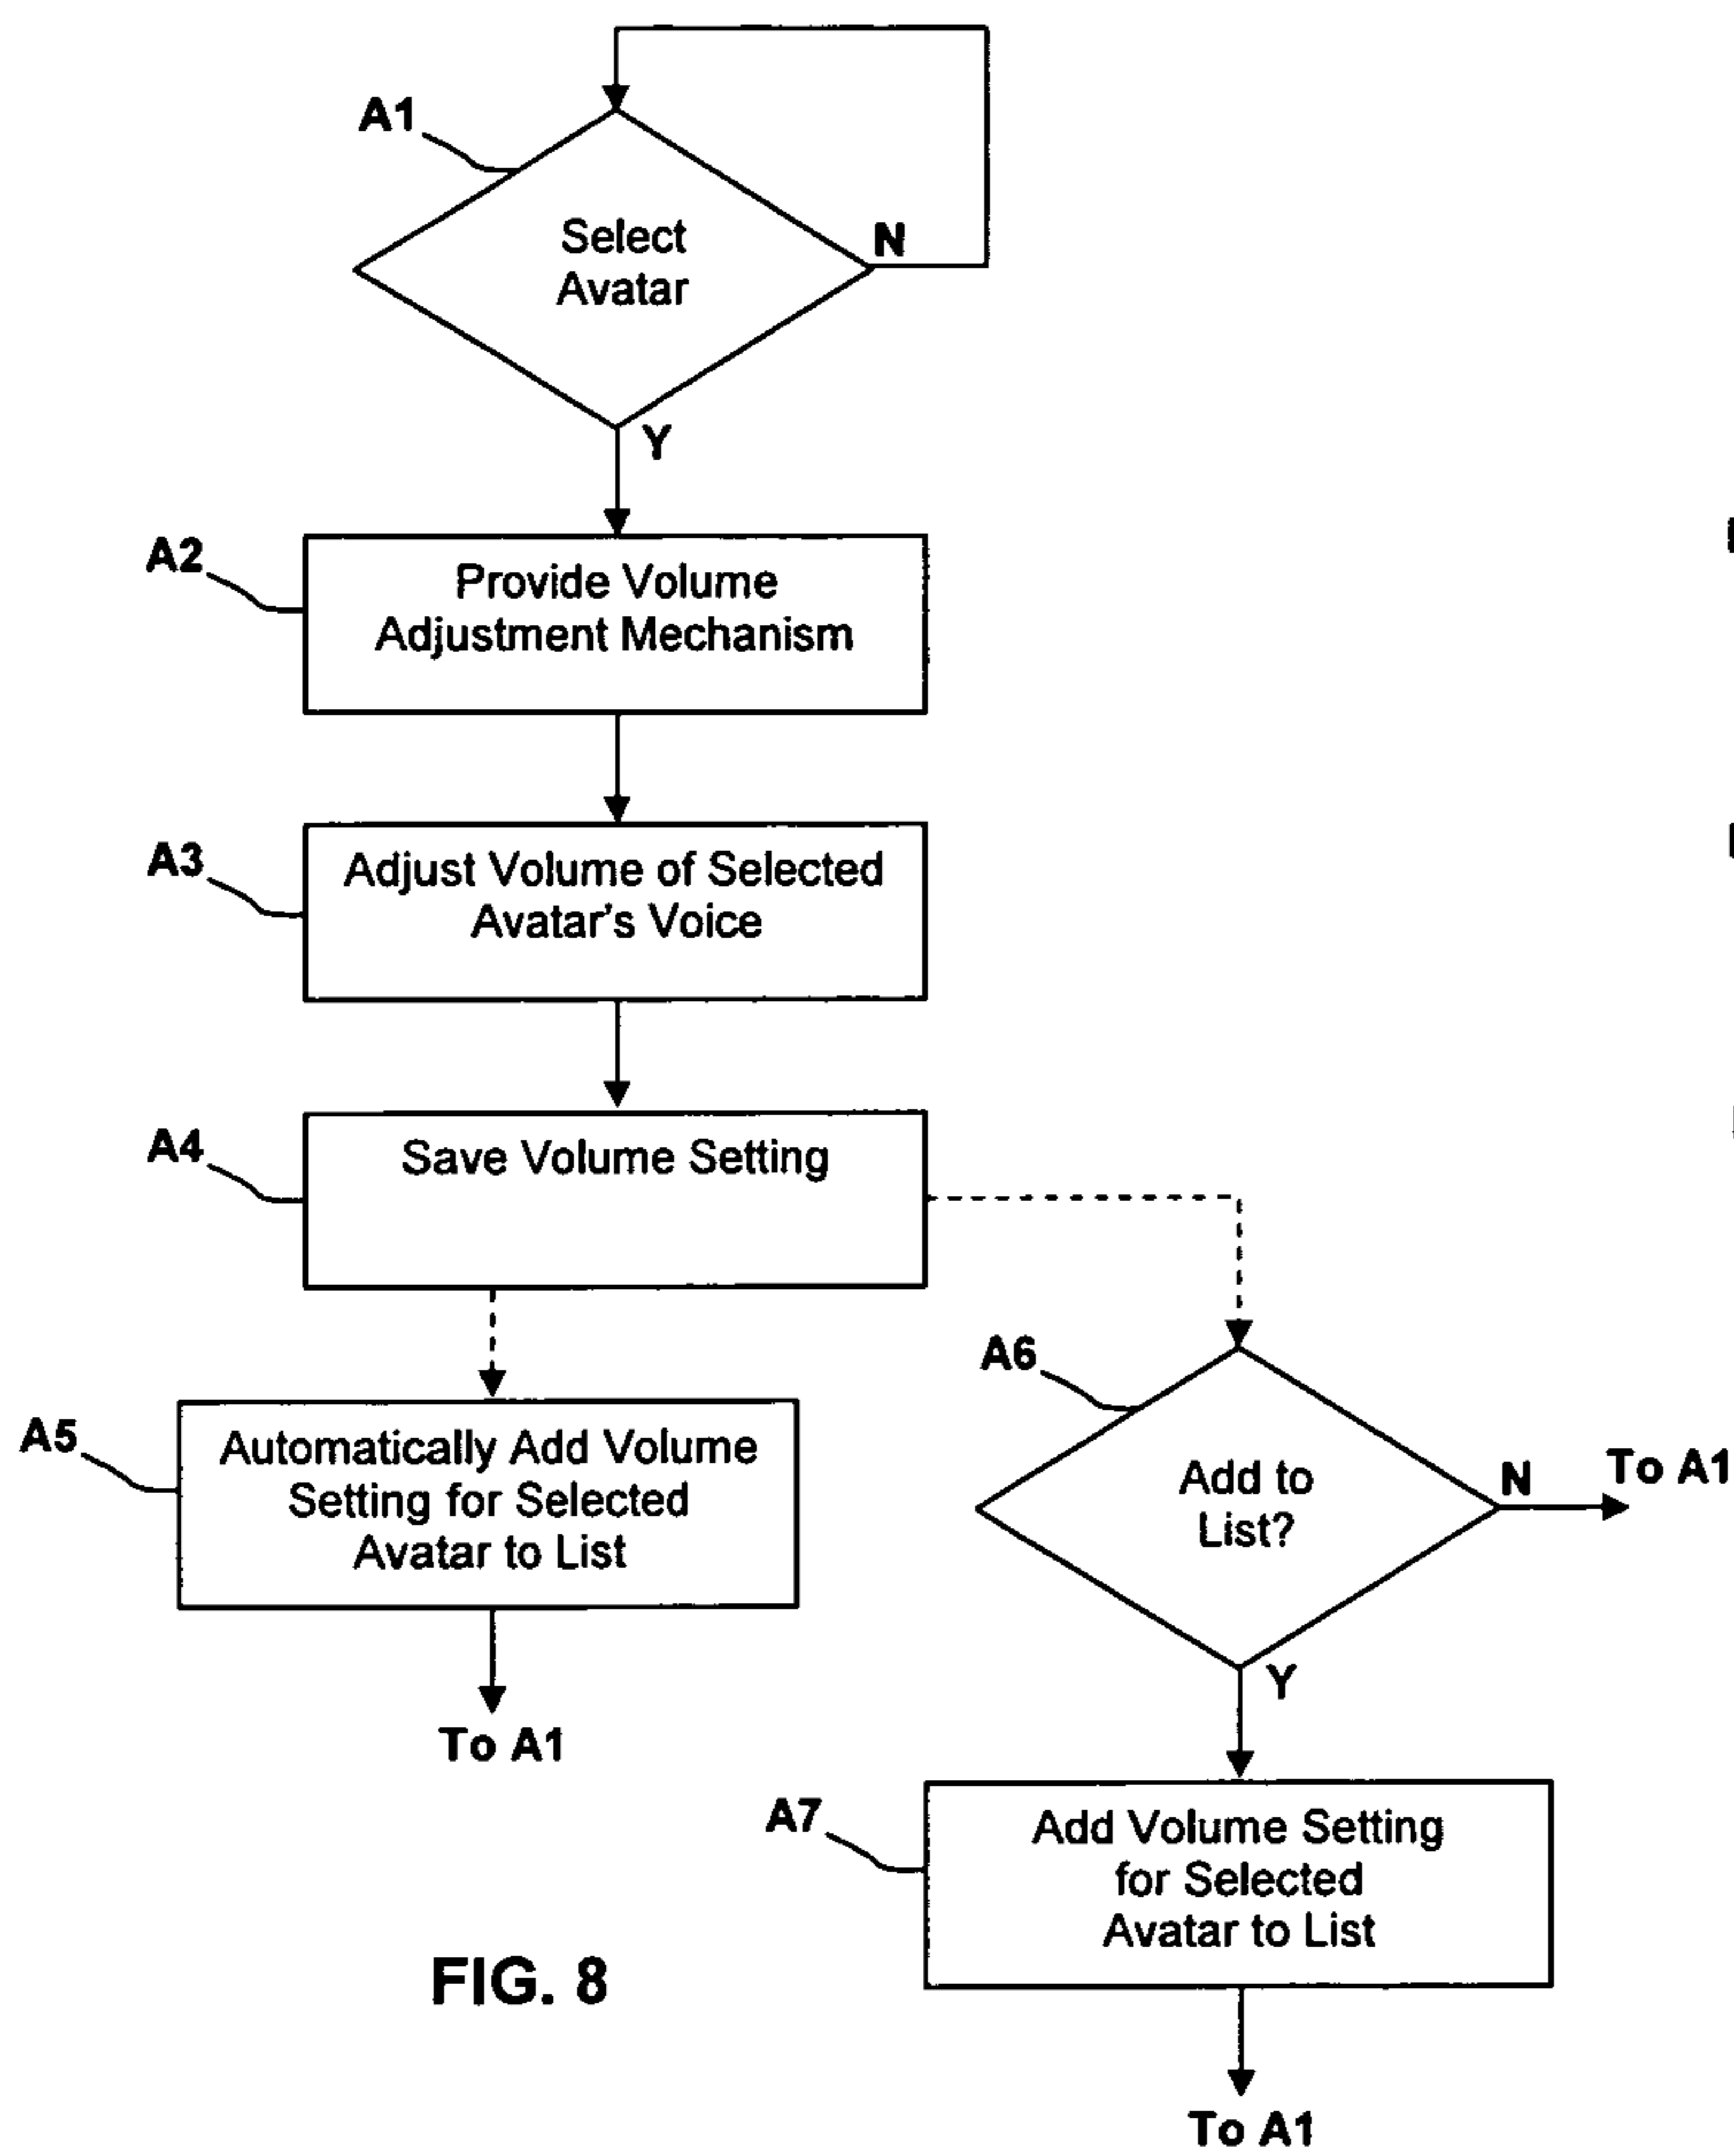 A1
Select
Avatar
N
Y
A2
Provide Volume
Adjustment Mechanism
A3
Adjust Volume of Selected
Avatar's Voice
A4
Save Volume Setting
A5
Automatically Add Volume
Setting for Selected
Avatar to List
To A1
A6
Add to
List?
N
To A1
Y
A7
Add Volume Setting
for Selected
Avatar to List
To A1
FIG. 8